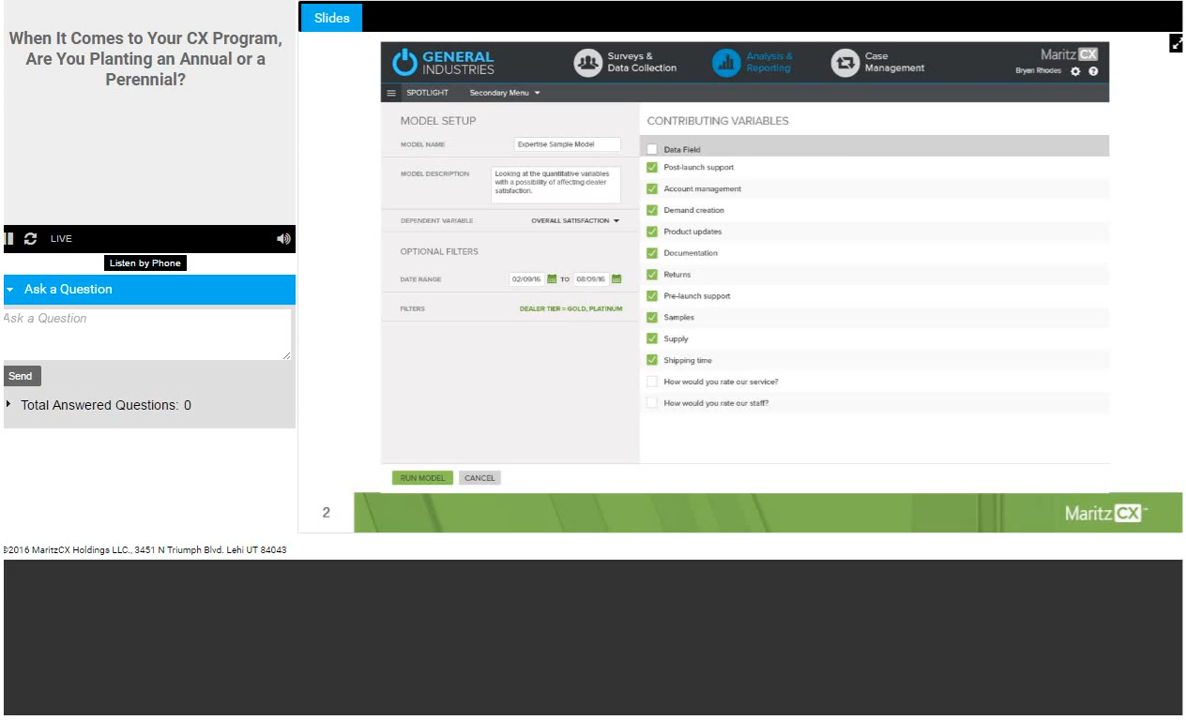 When It Comes to Your CX Program,
Are You Planting an Annual or a
Perennial?
LIVE
Listen by Phone
Ask a Question
Ask a Question
Send
Total Answered Questions: 0
Slides
GENERAL
INDUSTRIES
Surveys &
Data Collection
Analysis &
Reporting
Case
Management
Maritz CX
Bryan Rhodes
SPOTLIGHT Secondary Menu
MODEL SETUP
MODEL NAME Expertise Sample Model
MODEL DESCRIPTION Looking at the quantitative variables
with a possibility of affecting dealer
satisfaction.
DEPENDENT VARIABLE OVERALL SATISFACTION
OPTIONAL FILTERS
DATE RANGE 02/09/16 TO 08/09/16
FILTERS DEALER TIER = GOLD, PLATINUM
CONTRIBUTING VARIABLES
Data Field
Post-launch support
Account management
Demand creation
Product updates
Documentation
Returns
Pre-launch support
Samples
Supply
Shipping time
How would you rate our service?
How would you rate our staff?
RUN MODEL CANCEL
2
Maritz CX
©2016 MaritzCX Holdings LLC., 3451 N Triumph Blvd. Lehi UT 84043